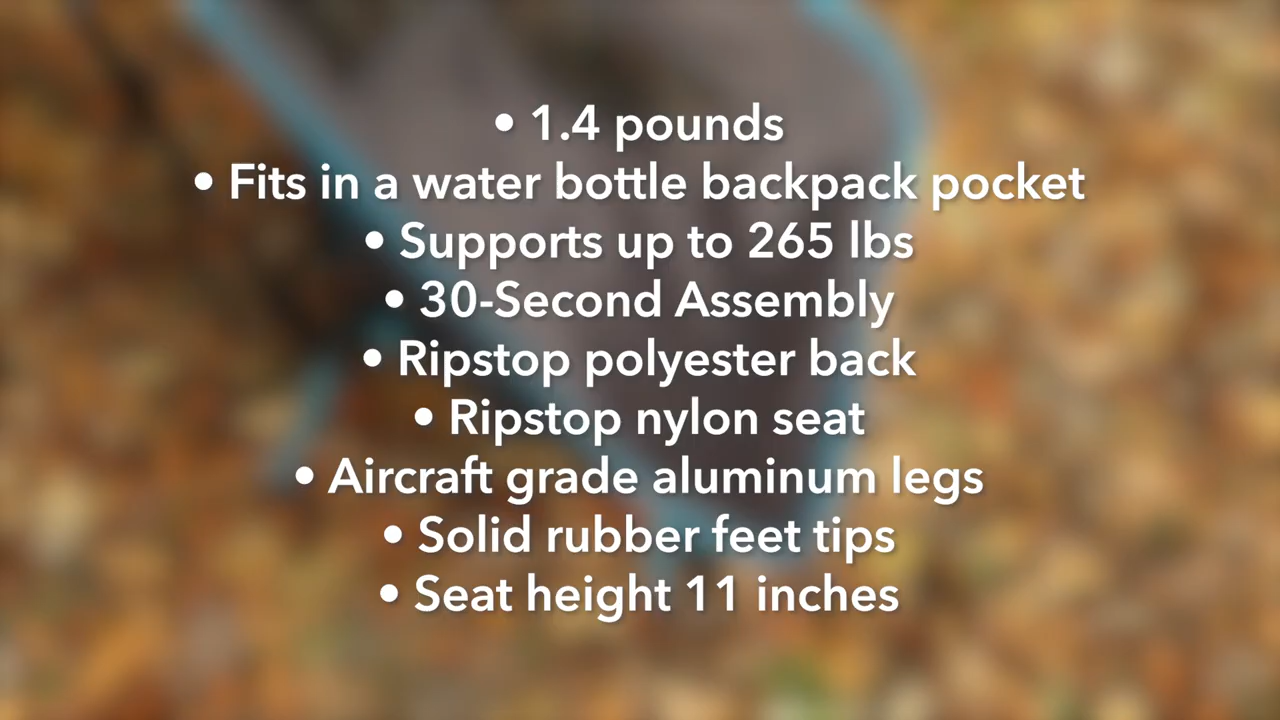 • 1.4 pounds
• Fits in a water bottle backpack pocket
• Supports up to 265 lbs
• 30-Second Assembly
• Ripstop polyester back
• Ripstop nylon seat
• Aircraft grade aluminum legs
• Solid rubber feet tips
• Seat height 11 inches